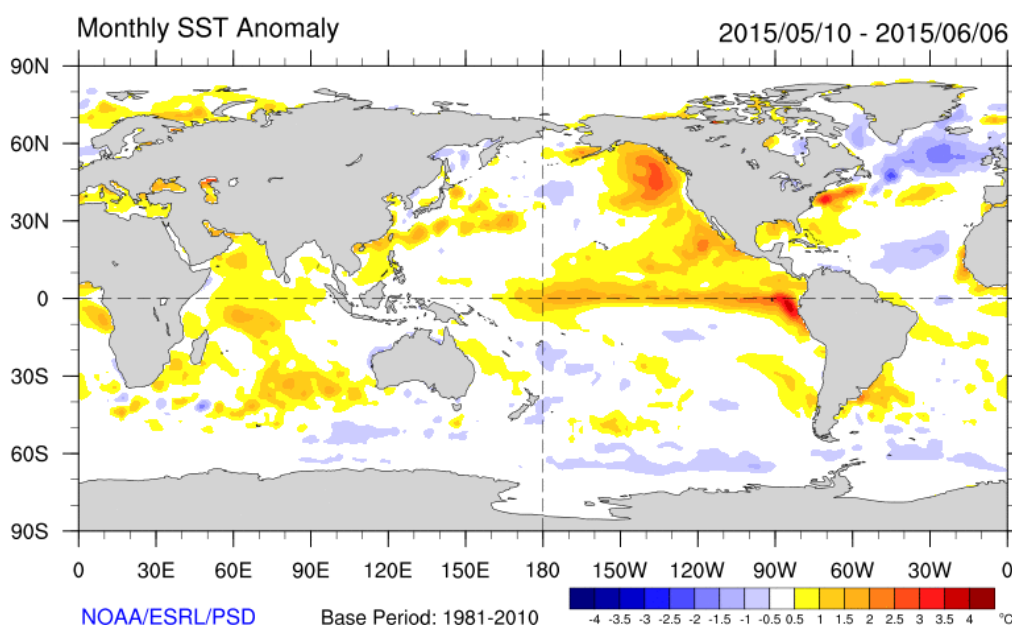 Monthly SST Anomaly 2015/05/10 - 2015/06/06
90N
60N
30N
0
30S
60S
90S
0 30E 60E 90E 120E 150E 180 150W 120W 90W 60W 30W 0
NOAA/ESRL/PSD Base Period: 1981-2010
-4 -3.5 -3 -2.5 -2 -1.5 -1 -0.5 0.5 1 1.5 2 2.5 3 3.5 4 °C